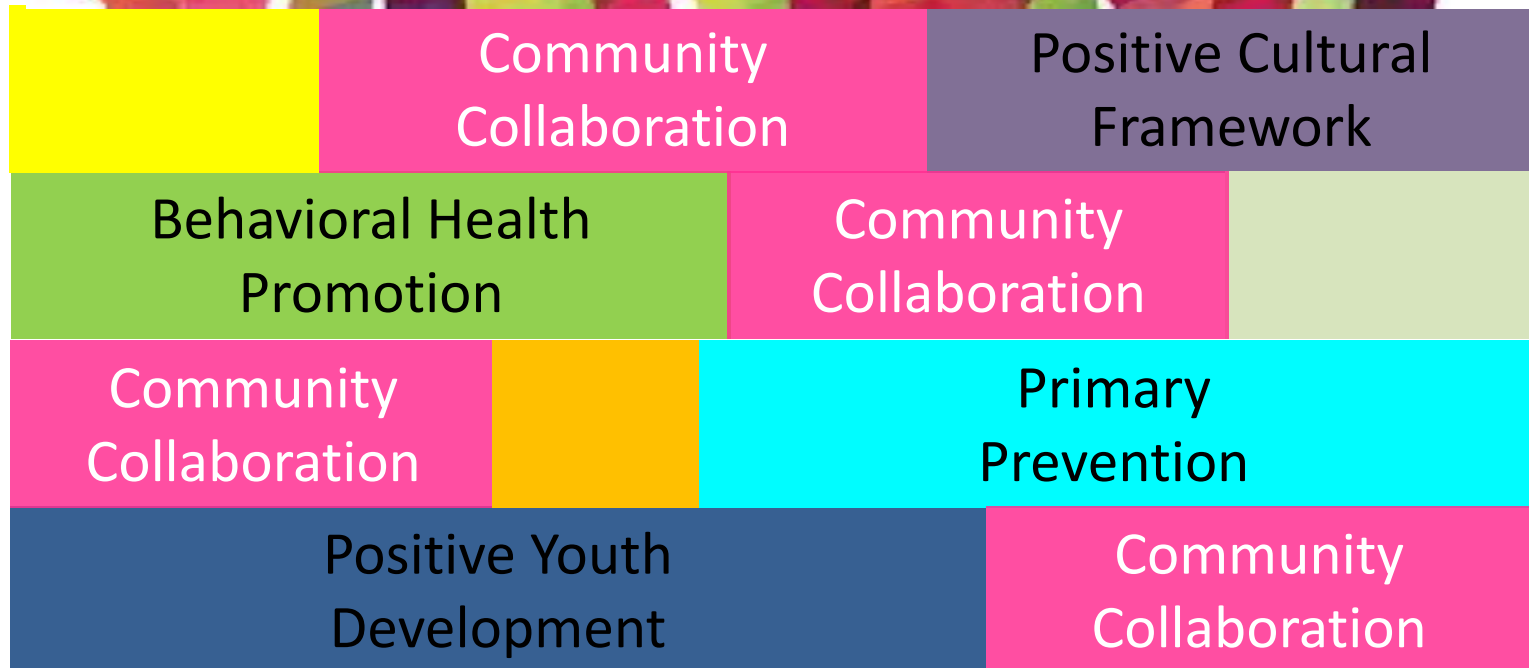 Community
Collaboration
Positive Cultural
Framework
Behavioral Health
Promotion
Community
Collaboration
Community
Collaboration
Primary
Prevention
Positive Youth
Development
Community
Collaboration